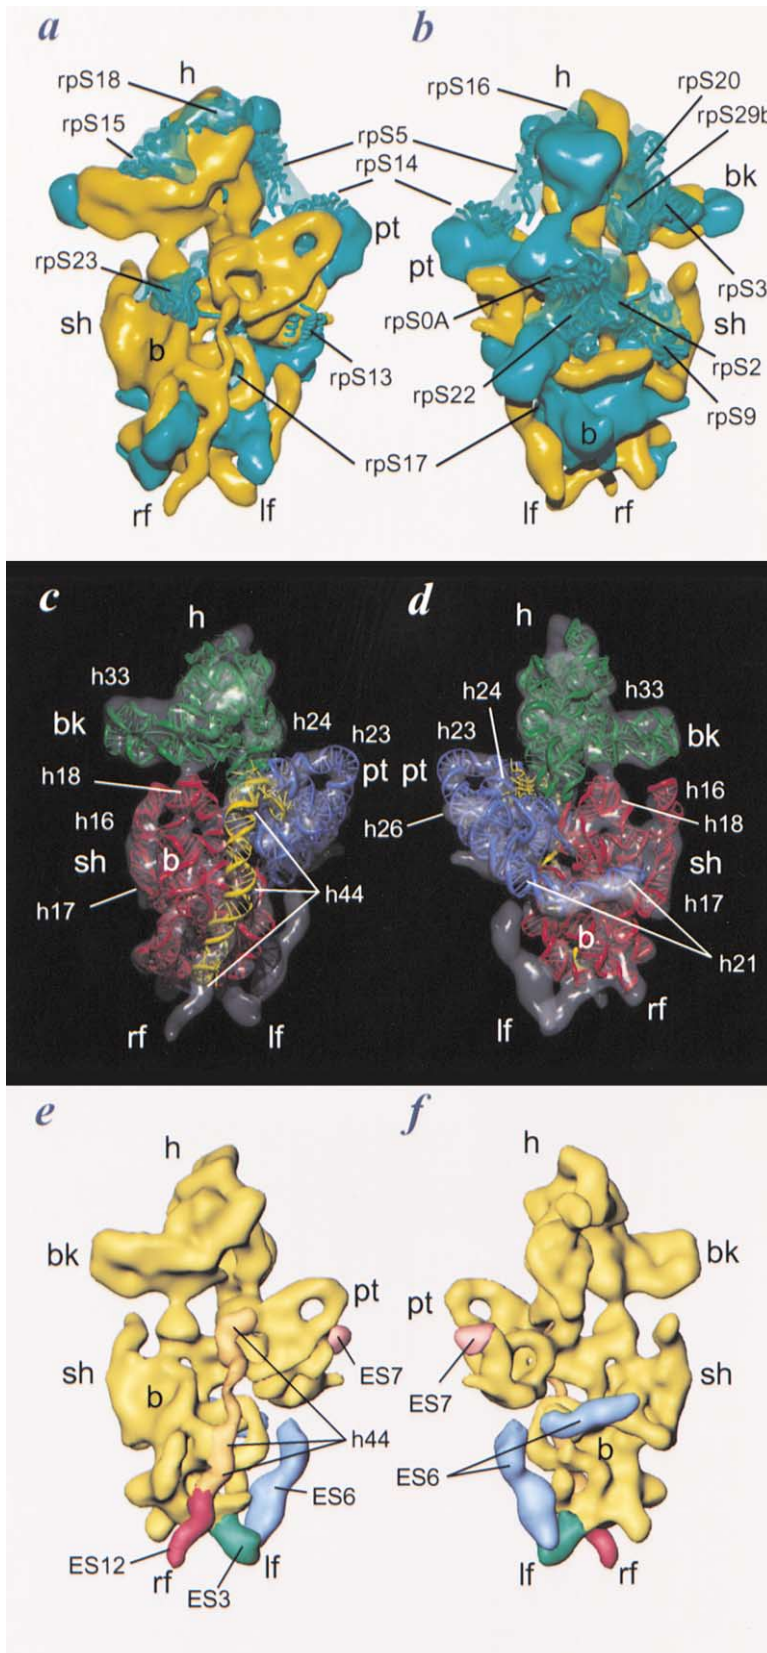 a
b
h
h
rpS18
rpS16
rpS20
rpS15
rpS29b
rpS5
rpS14
bk
pt
pt
rpS23
rpS3
rpS0A
sh
sh
b
rpS2
rpS13
rpS22
rpS9
b
rpS17
rf
lf
lf
rf
c
d
h
h
h33
h24
h33
bk
h24
h23
h23
bk
h18
pt
pt
h16
h16
h26
h18
sh
b
sh
h17
h44
h17
b
h21
rf
lf
lf
rf
e
f
h
h
bk
bk
pt
pt
sh
ES7
ES7
sh
b
h44
b
ES6
ES6
ES12
rf
lf
lf
rf
ES3